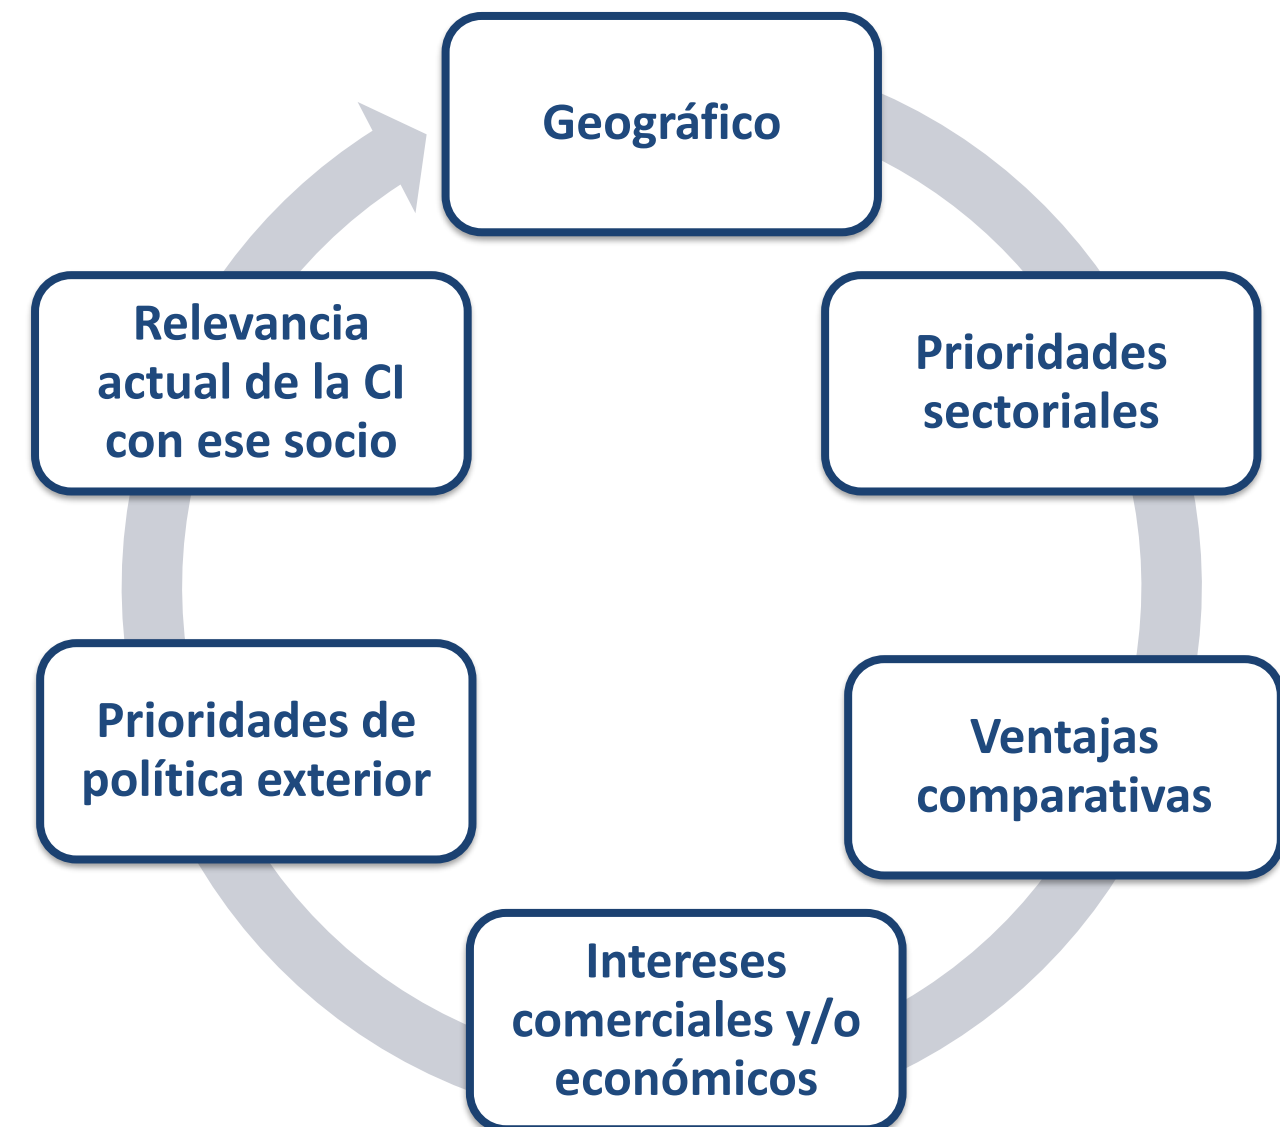 Geográfico
Prioridades
sectoriales
Ventajas
comparativas
Intereses
comerciales y/o
económicos
Prioridades de
política exterior
Relevancia
actual de la CI
con ese socio